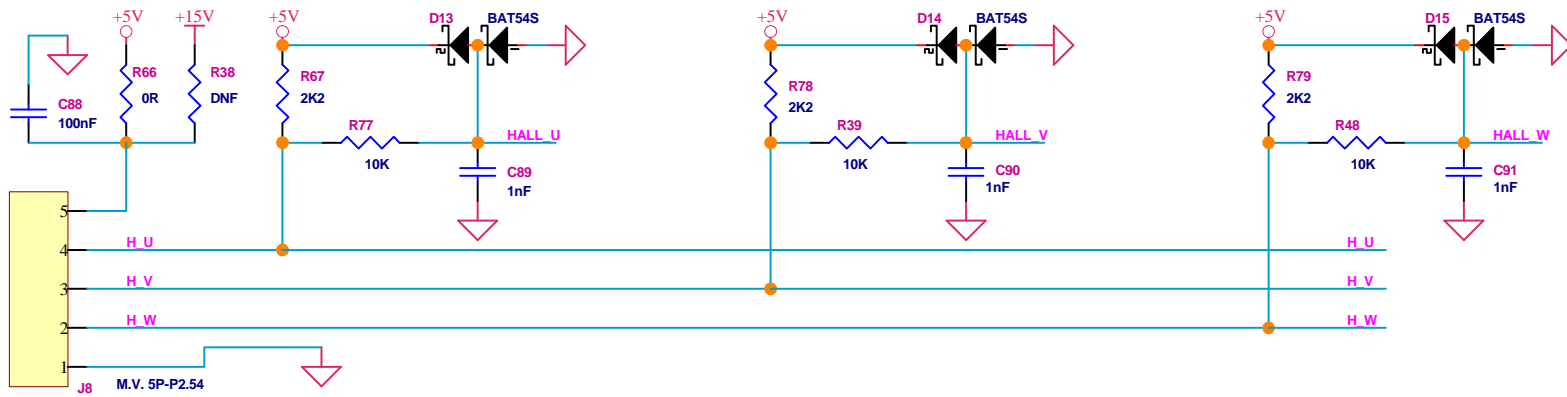 +5V +15V +5V D13 BAT54S +5V D14 BAT54S +5V D15 BAT54S
R66 R38 R67 R78 R79
0R DNF 2K2 2K2 2K2
C88
100nF
R77 HALL_U R39 HALL_V R48 HALL_W
10K 10K 10K
C89 C90 C91
1nF 1nF 1nF
5
4 H_U H_U
3 H_V H_V
2 H_W H_W
1
J8 M.V. 5P-P2.54